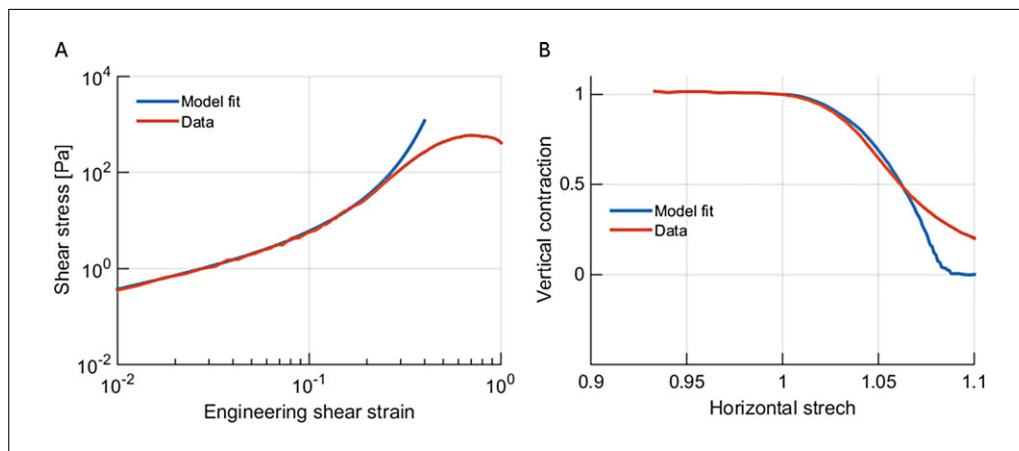 A
B
10^4
Model fit
Data
10^2
10^0
10^-2
Shear stress [Pa]
10^-2
10^-1
10^0
Engineering shear strain
1
0.5
0
Model fit
Data
Vertical contraction
0.9
0.95
1
1.05
1.1
Horizontal strech